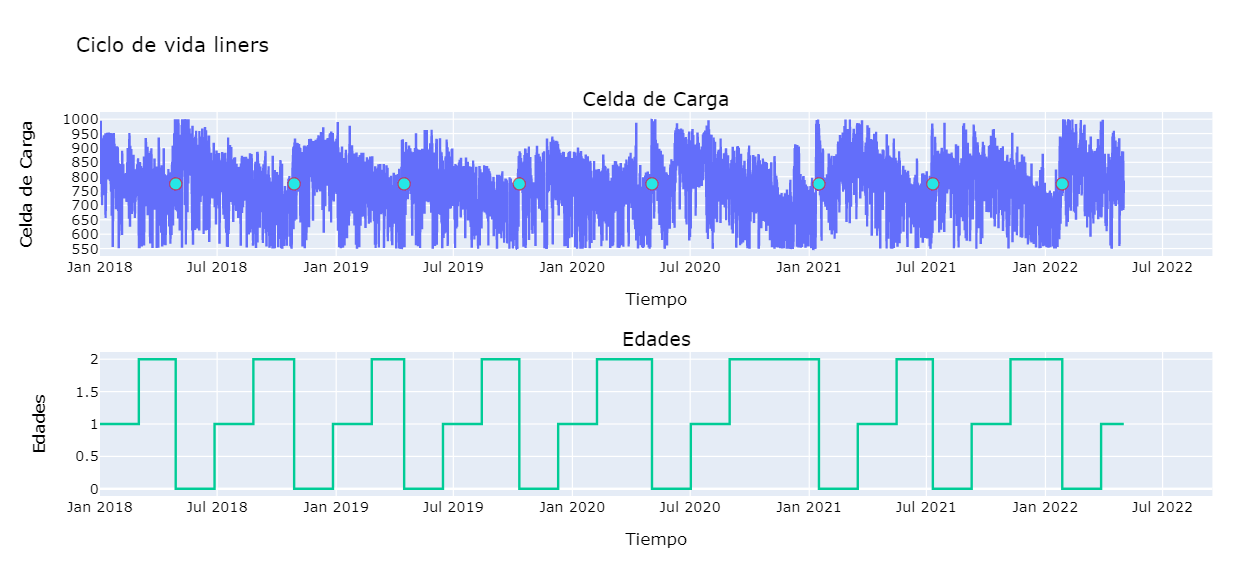 Ciclo de vida liners
Celda de Carga
Celda de Carga
1000
950
900
850
800
750
700
650
600
550
Jan 2018 Jul 2018 Jan 2019 Jul 2019 Jan 2020 Jul 2020 Jan 2021 Jul 2021 Jan 2022 Jul 2022
Tiempo
Edades
Edades
2
1.5
1
0.5
0
Jan 2018 Jul 2018 Jan 2019 Jul 2019 Jan 2020 Jul 2020 Jan 2021 Jul 2021 Jan 2022 Jul 2022
Tiempo